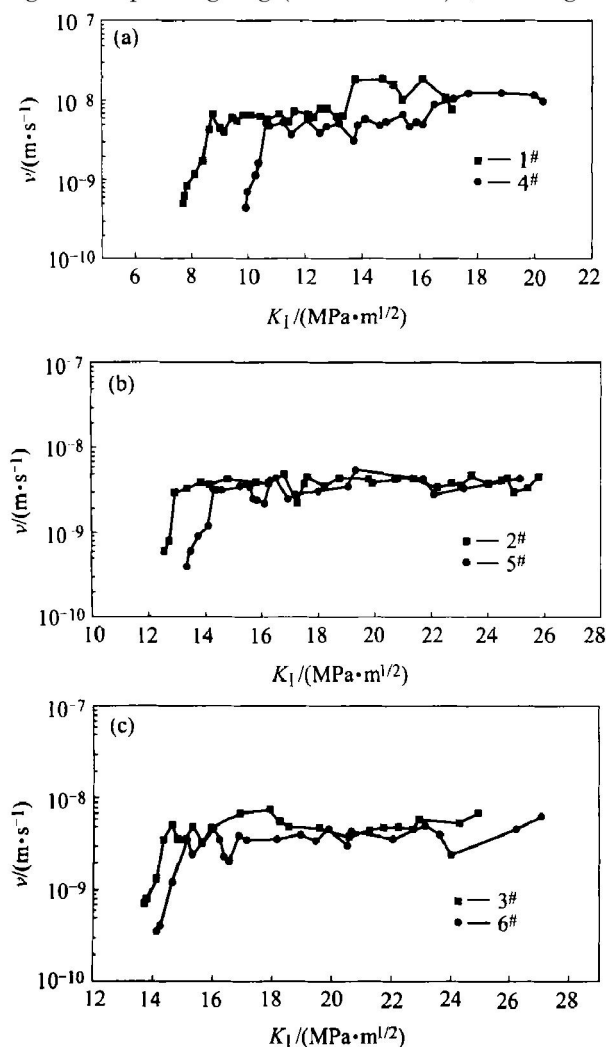 (a)
10⁻⁷
10⁻⁸
10⁻⁹
10⁻¹⁰
v/(m•s⁻¹)
1#
4#
6 8 10 12 14 16 18 20 22
K_I/(MPa•m^{1/2})
(b)
10⁻⁷
10⁻⁸
10⁻⁹
10⁻¹⁰
v/(m•s⁻¹)
2#
5#
10 12 14 16 18 20 22 24 26 28
K_I/(MPa•m^{1/2})
(c)
10⁻⁷
10⁻⁸
10⁻⁹
10⁻¹⁰
v/(m•s⁻¹)
3#
6#
12 14 16 18 20 22 24 26 28
K_I/(MPa•m^{1/2})